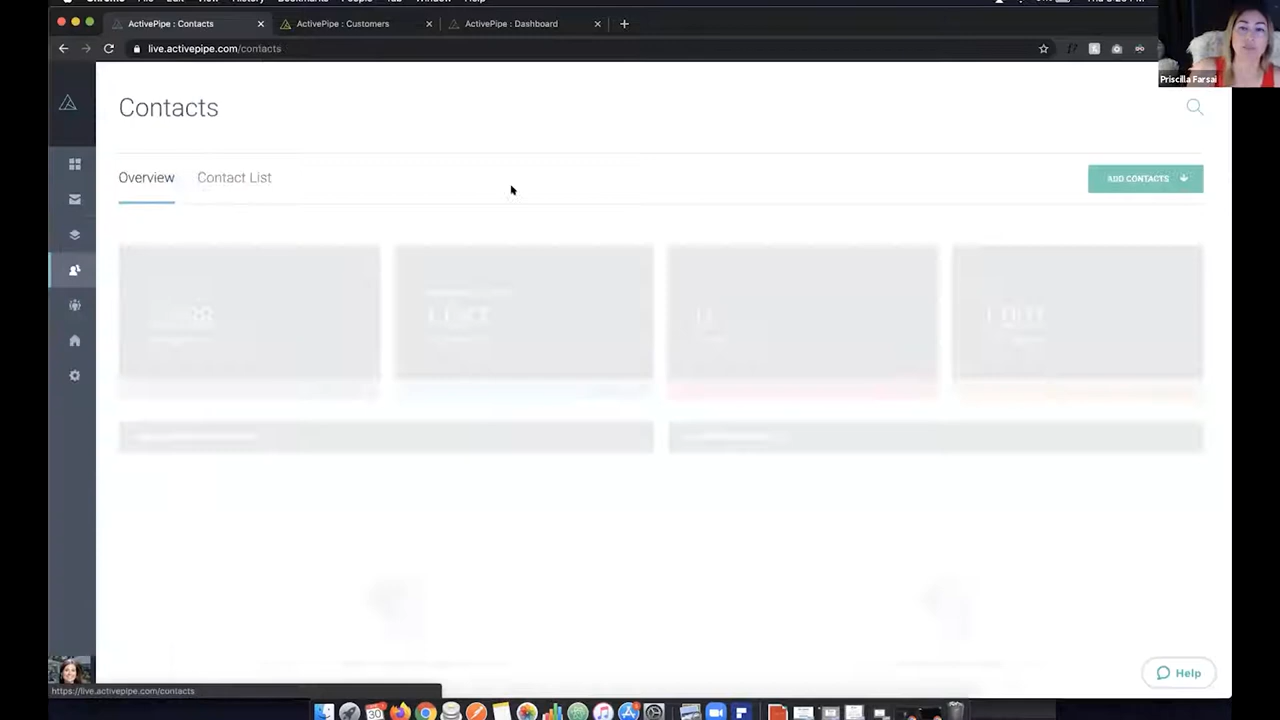 ActivePipe : Contacts
ActivePipe : Customers
ActivePipe : Dashboard
live.activepipe.com/contacts
Priscilla Farsai
Contacts
Overview
Contact List
ADD CONTACTS
Help
https://live.activepipe.com/contacts
30